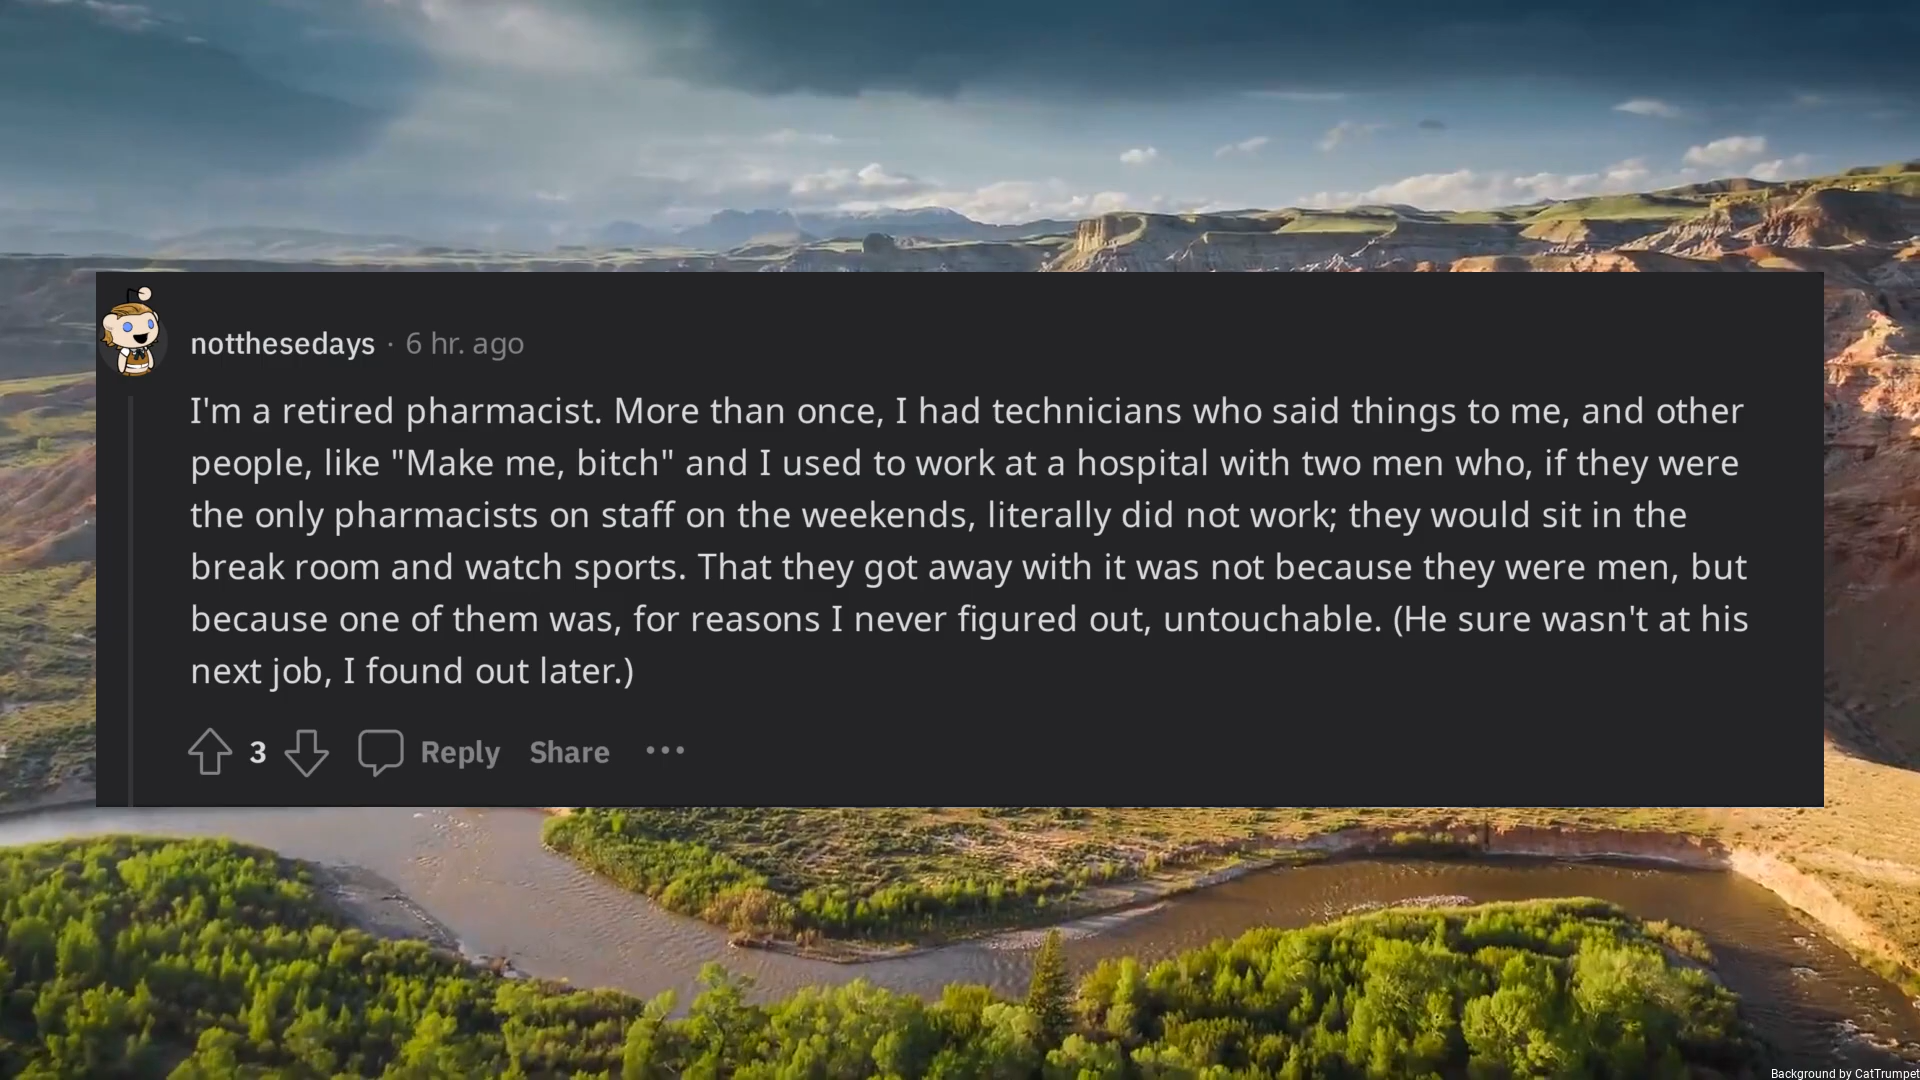 notthesedays · 6 hr. ago
I'm a retired pharmacist. More than once, I had technicians who said things to me, and other
people, like "Make me, bitch" and I used to work at a hospital with two men who, if they were
the only pharmacists on staff on the weekends, literally did not work; they would sit in the
break room and watch sports. That they got away with it was not because they were men, but
because one of them was, for reasons I never figured out, untouchable. (He sure wasn't at his
next job, I found out later.)
3 Reply Share ···
Background by CatTrumpet